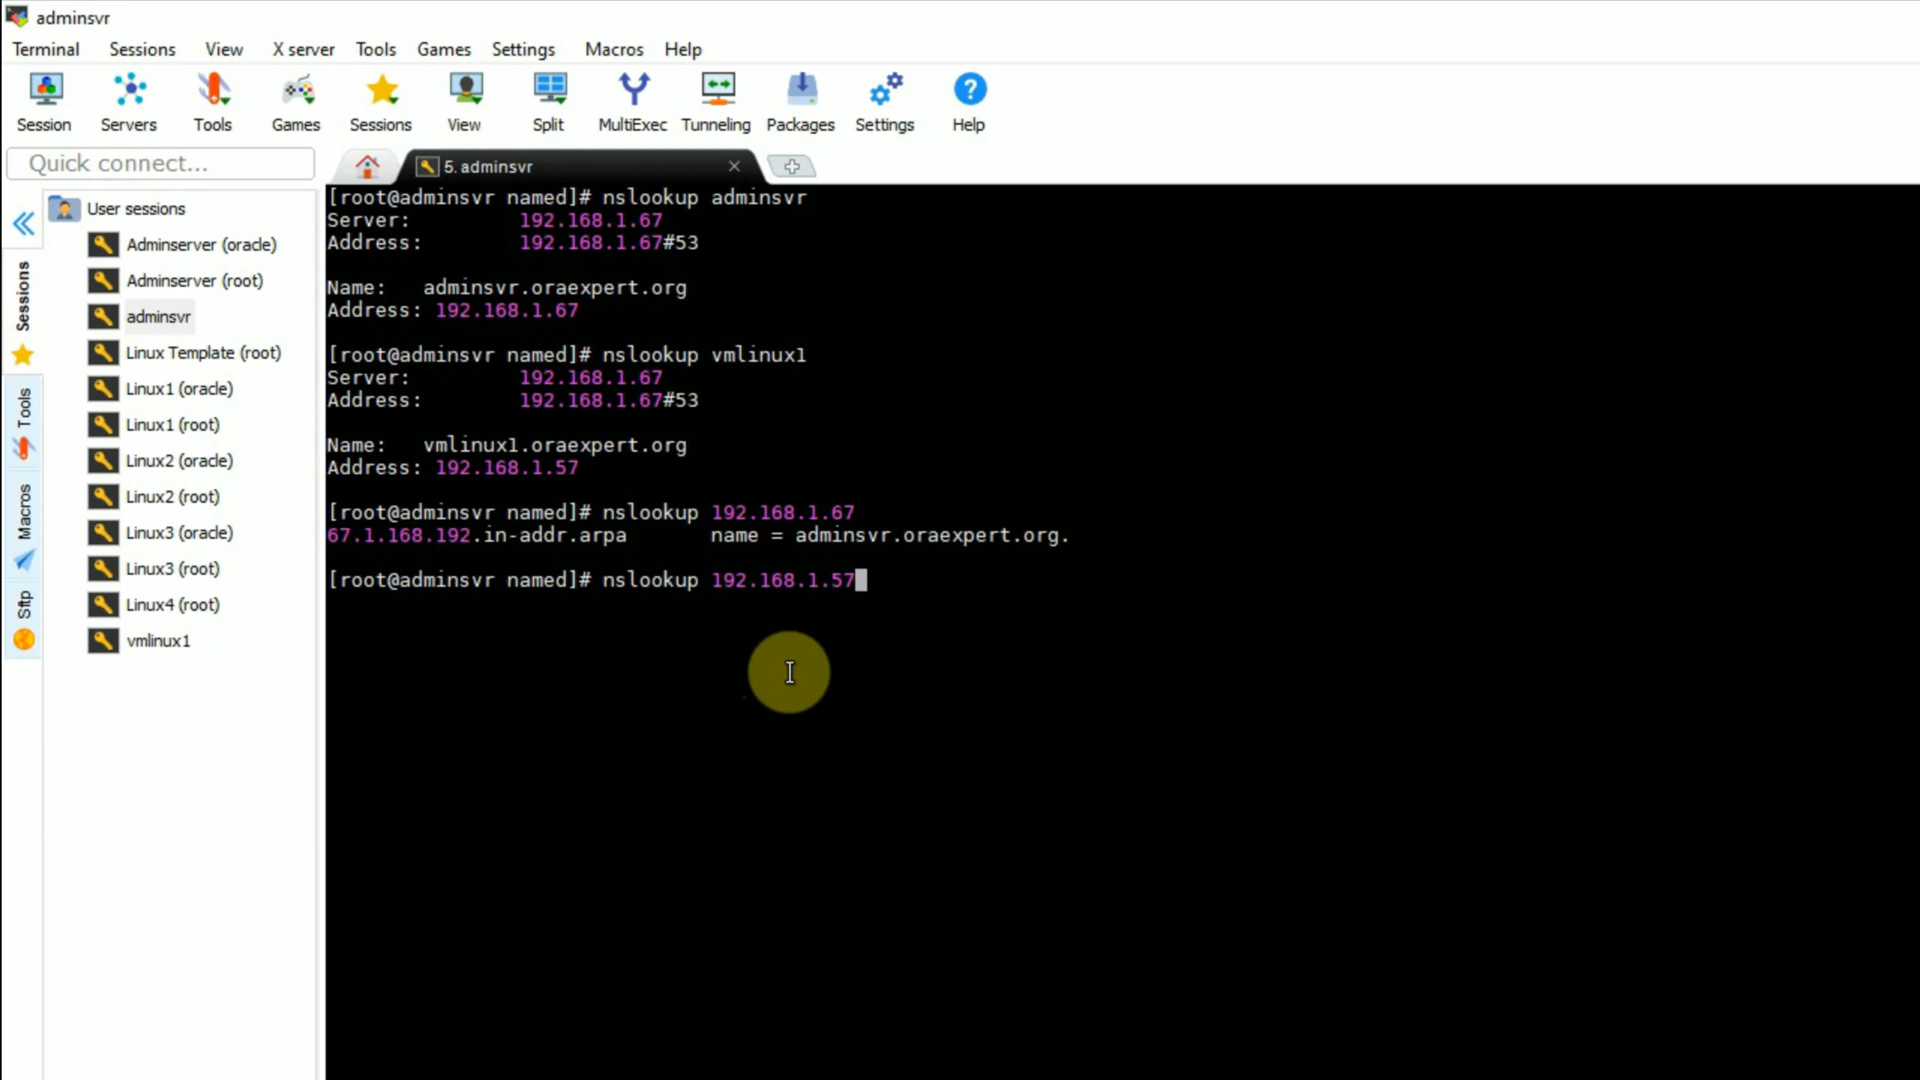 adminsvr
Terminal Sessions View X server Tools Games Settings Macros Help
Session Servers Tools Games Sessions View Split MultiExec Tunneling Packages Settings Help
Quick connect...
5. adminsvr
User sessions
Adminserver (oracle)
Adminserver (root)
adminsvr
Linux Template (root)
Linux1 (oracle)
Linux1 (root)
Linux2 (oracle)
Linux2 (root)
Linux3 (oracle)
Linux3 (root)
Linux4 (root)
vmlinux1
Sessions
Tools
Macros
Sftp
[root@adminsvr named]# nslookup adminsvr
Server: 192.168.1.67
Address: 192.168.1.67#53
Name: adminsvr.oraexpert.org
Address: 192.168.1.67
[root@adminsvr named]# nslookup vmlinux1
Server: 192.168.1.67
Address: 192.168.1.67#53
Name: vmlinux1.oraexpert.org
Address: 192.168.1.57
[root@adminsvr named]# nslookup 192.168.1.67
67.1.168.192.in-addr.arpa name = adminsvr.oraexpert.org.
[root@adminsvr named]# nslookup 192.168.1.57